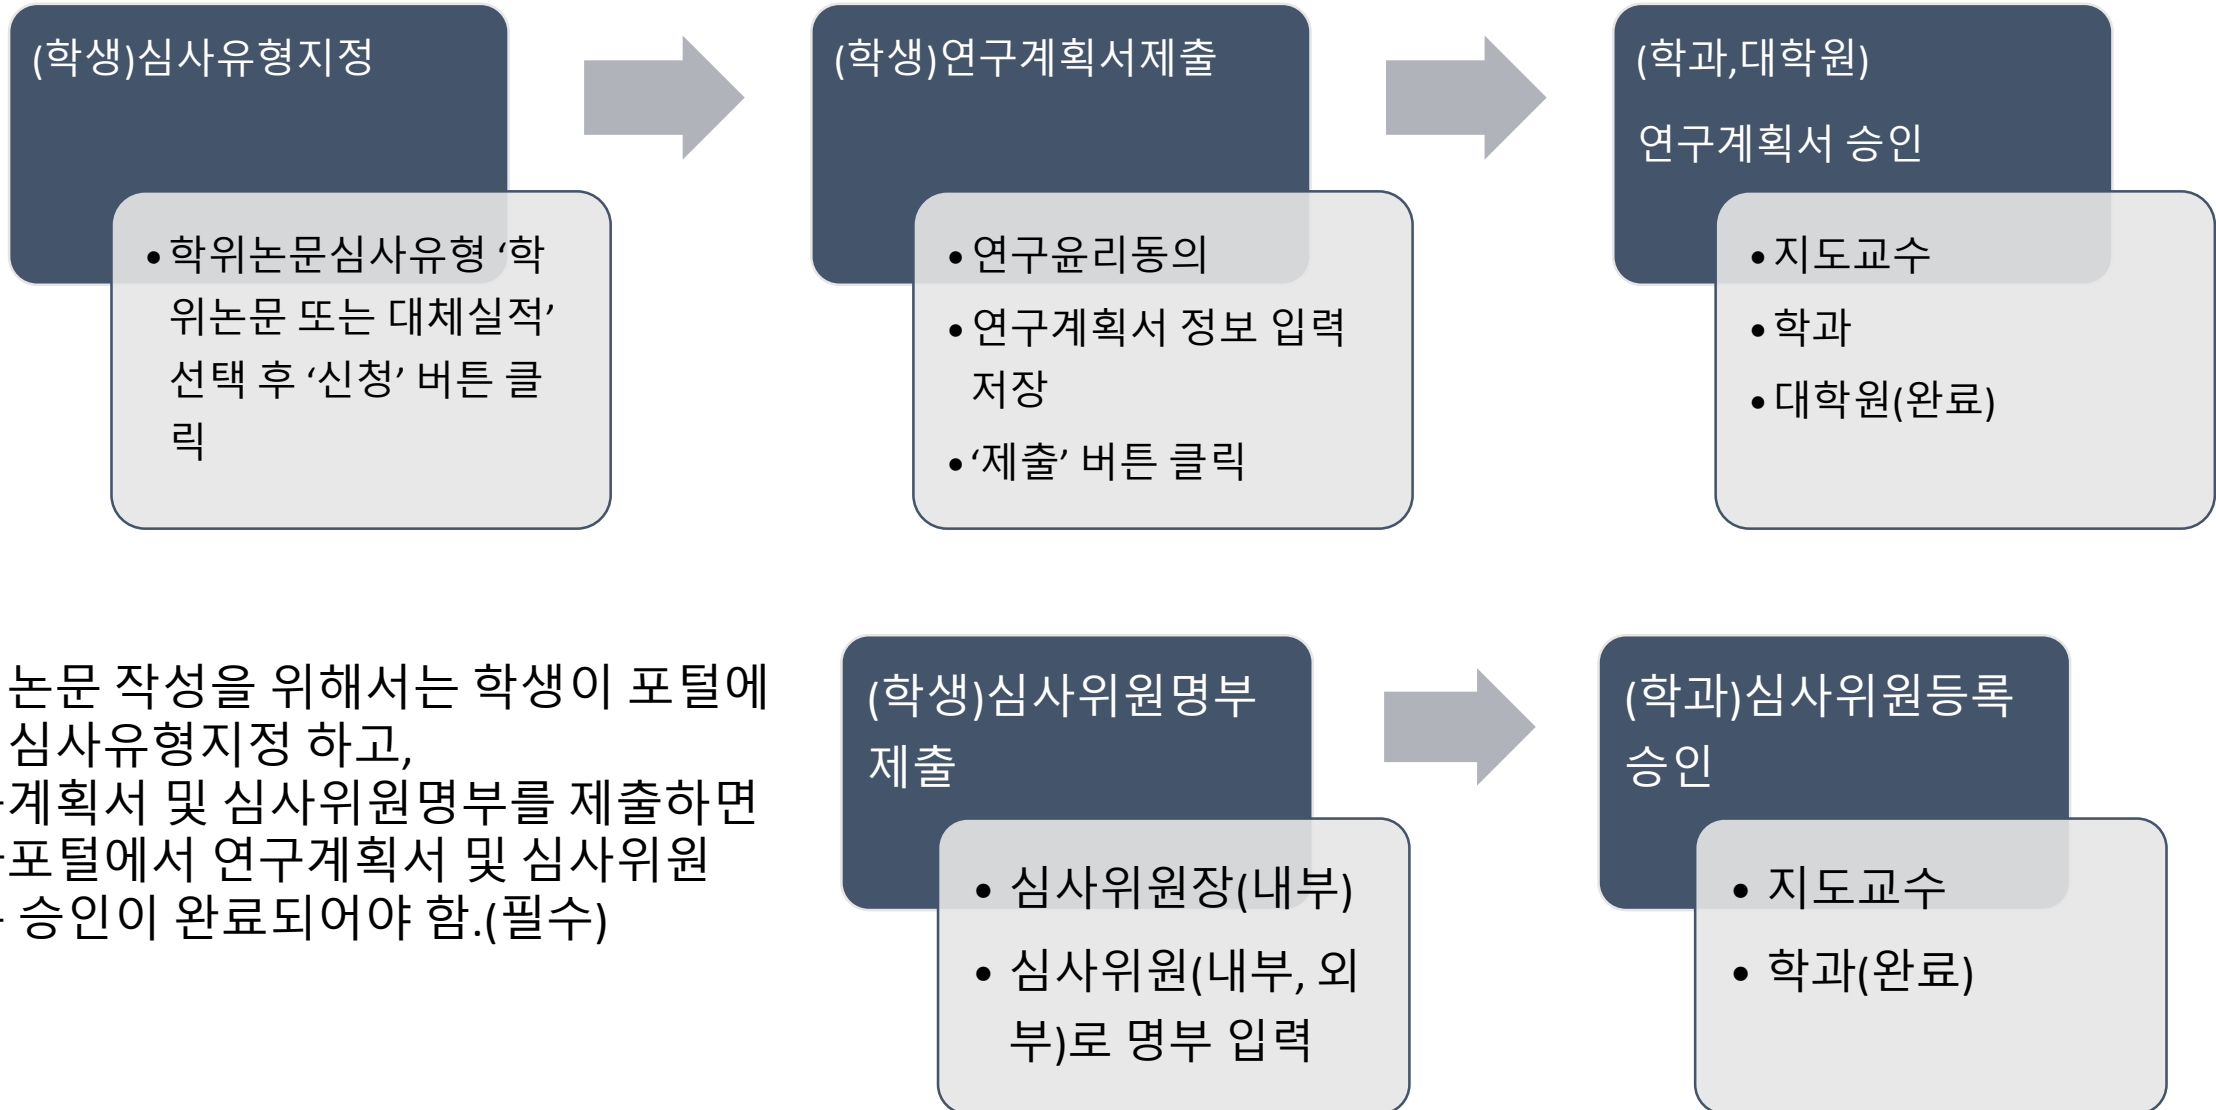 (학생)심사유형지정
• 학위논문심사유형 ‘학
위논문 또는 대체실적’
선택 후 ‘신청’ 버튼 클
릭
(학생)연구계획서제출
• 연구윤리동의
• 연구계획서 정보 입력
저장
• ‘제출’ 버튼 클릭
(학과,대학원)
연구계획서 승인
• 지도교수
• 학과
• 대학원(완료)
논문 작성을 위해서는 학생이 포털에
심사유형지정 하고,
계획서 및 심사위원명부를 제출하면
포털에서 연구계획서 및 심사위원
승인이 완료되어야 함.(필수)
(학생)심사위원명부
제출
• 심사위원장(내부)
• 심사위원(내부, 외
부)로 명부 입력
(학과)심사위원등록
승인
• 지도교수
• 학과(완료)